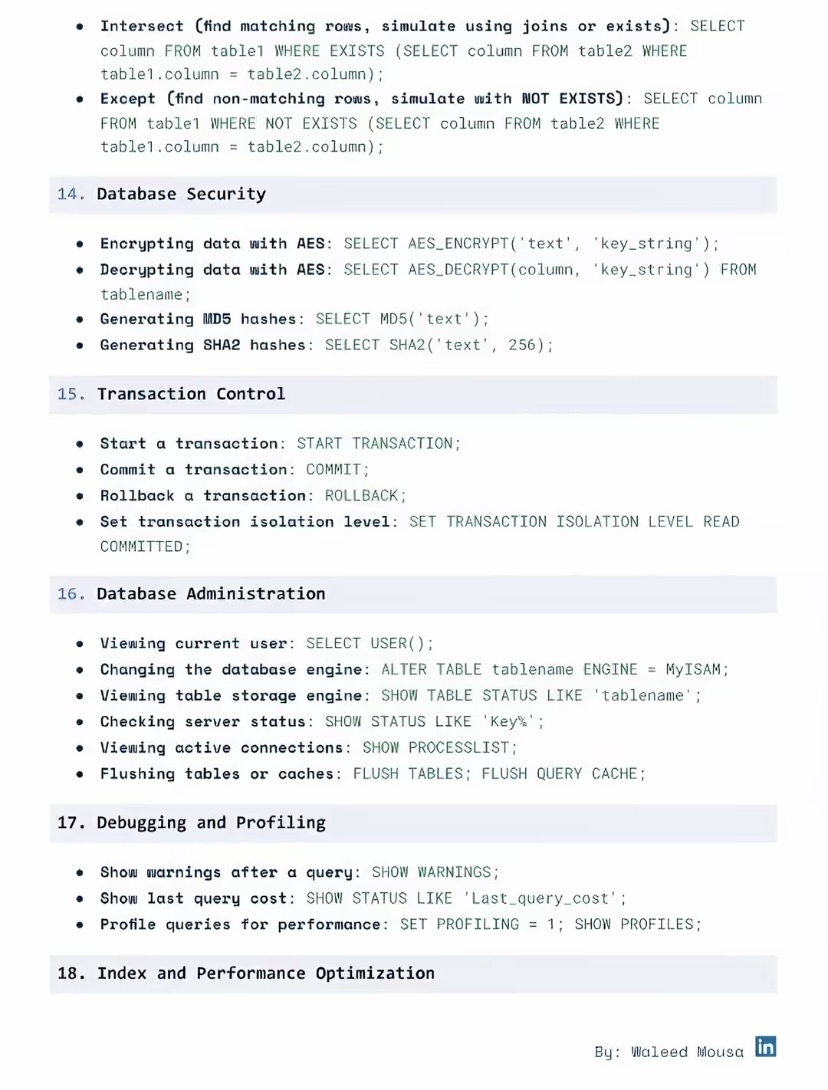 • Intersect (find matching rows, simulate using joins or exists): SELECT
column FROM table1 WHERE EXISTS (SELECT column FROM table2 WHERE
table1.column = table2.column);
• Except (find non-matching rows, simulate with NOT EXISTS): SELECT column
FROM table1 WHERE NOT EXISTS (SELECT column FROM table2 WHERE
table1.column = table2.column);
14. Database Security
• Encrypting data with AES: SELECT AES_ENCRYPT('text', 'key_string');
• Decrypting data with AES: SELECT AES_DECRYPT(column, 'key_string') FROM
tablename;
• Generating MD5 hashes: SELECT MD5('text');
• Generating SHA2 hashes: SELECT SHA2('text', 256);
15. Transaction Control
• Start a transaction: START TRANSACTION;
• Commit a transaction: COMMIT;
• Rollback a transaction: ROLLBACK;
• Set transaction isolation level: SET TRANSACTION ISOLATION LEVEL READ
COMMITTED;
16. Database Administration
• Viewing current user: SELECT USER();
• Changing the database engine: ALTER TABLE tablename ENGINE = MyISAM;
• Viewing table storage engine: SHOW TABLE STATUS LIKE 'tablename';
• Checking server status: SHOW STATUS LIKE 'Key%';
• Viewing active connections: SHOW PROCESSLIST;
• Flushing tables or caches: FLUSH TABLES; FLUSH QUERY CACHE;
17. Debugging and Profiling
• Show warnings after a query: SHOW WARNINGS;
• Show last query cost: SHOW STATUS LIKE 'Last_query_cost';
• Profile queries for performance: SET PROFILING = 1; SHOW PROFILES;
18. Index and Performance Optimization
By: Waleed Mousa in